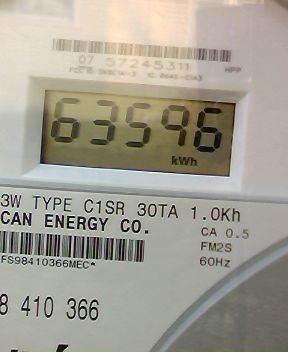 07 57245311
HPP
63596
kWh
3W TYPE C1SR 30TA 1.0Kh
CAN ENERGY CO.
CA 0.5
FM2S
60Hz
FS98410366MEC*
8 410 366